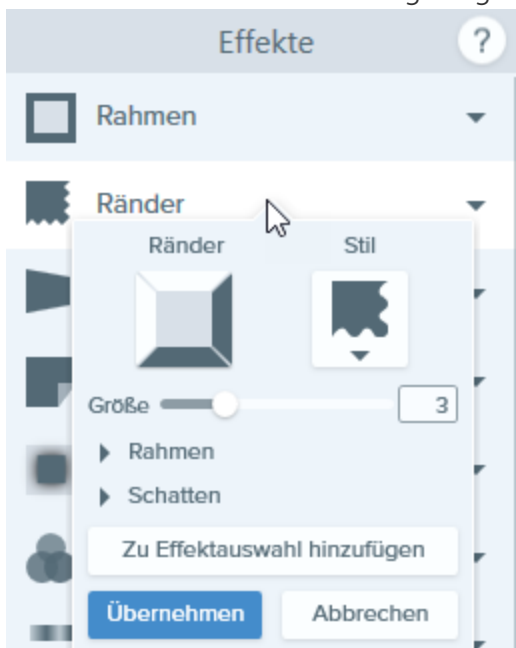 Effekte ?
Rahmen
Ränder
Ränder Stil
Größe 3
Rahmen
Schatten
Zu Effektauswahl hinzufügen
Übernehmen Abbrechen